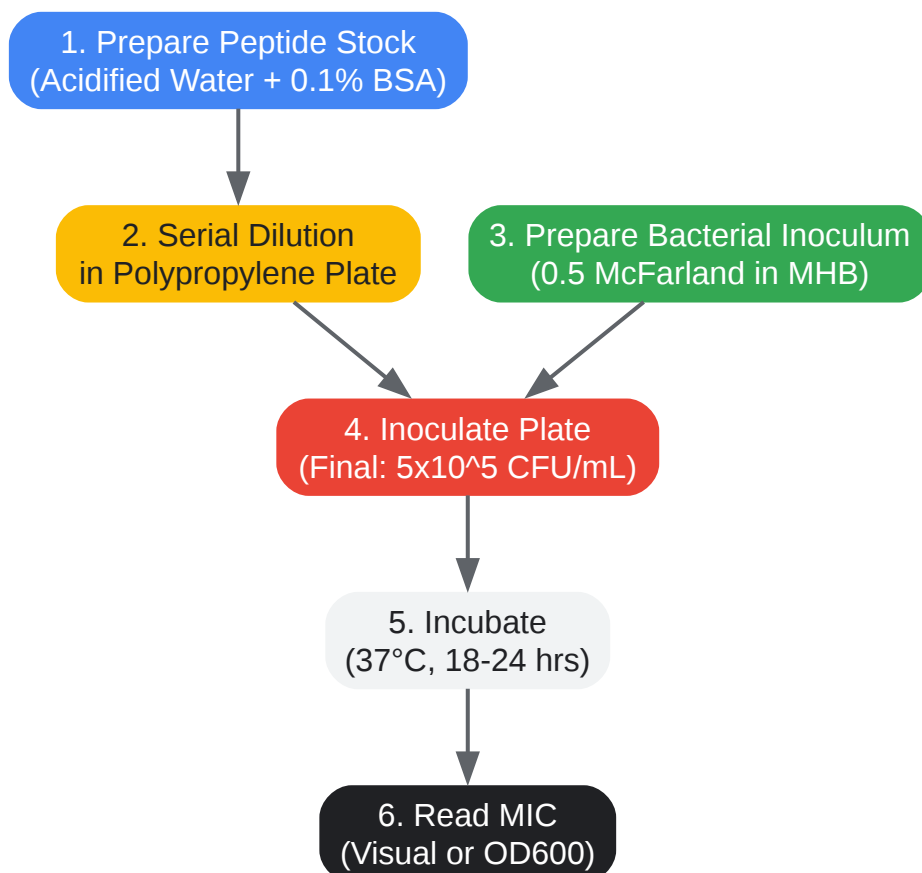 1. Prepare Peptide Stock
(Acidified Water + 0.1% BSA)
2. Serial Dilution
in Polypropylene Plate
3. Prepare Bacterial Inoculum
(0.5 McFarland in MHB)
4. Inoculate Plate
(Final: 5x10^5 CFU/mL)
5. Incubate
(37°C, 18-24 hrs)
6. Read MIC
(Visual or OD600)